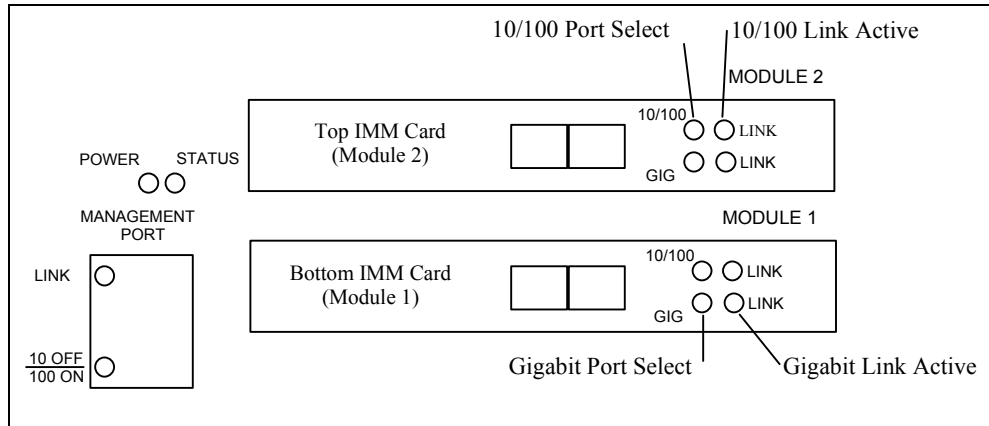 10/100 Port Select
10/100 Link Active
MODULE 2
10/100
LINK
Top IMM Card
(Module 2)
GIG
LINK
POWER
STATUS
MANAGEMENT
PORT
MODULE 1
LINK
10/100
LINK
Bottom IMM Card
(Module 1)
GIG
LINK
10 OFF
100 ON
Gigabit Port Select
Gigabit Link Active